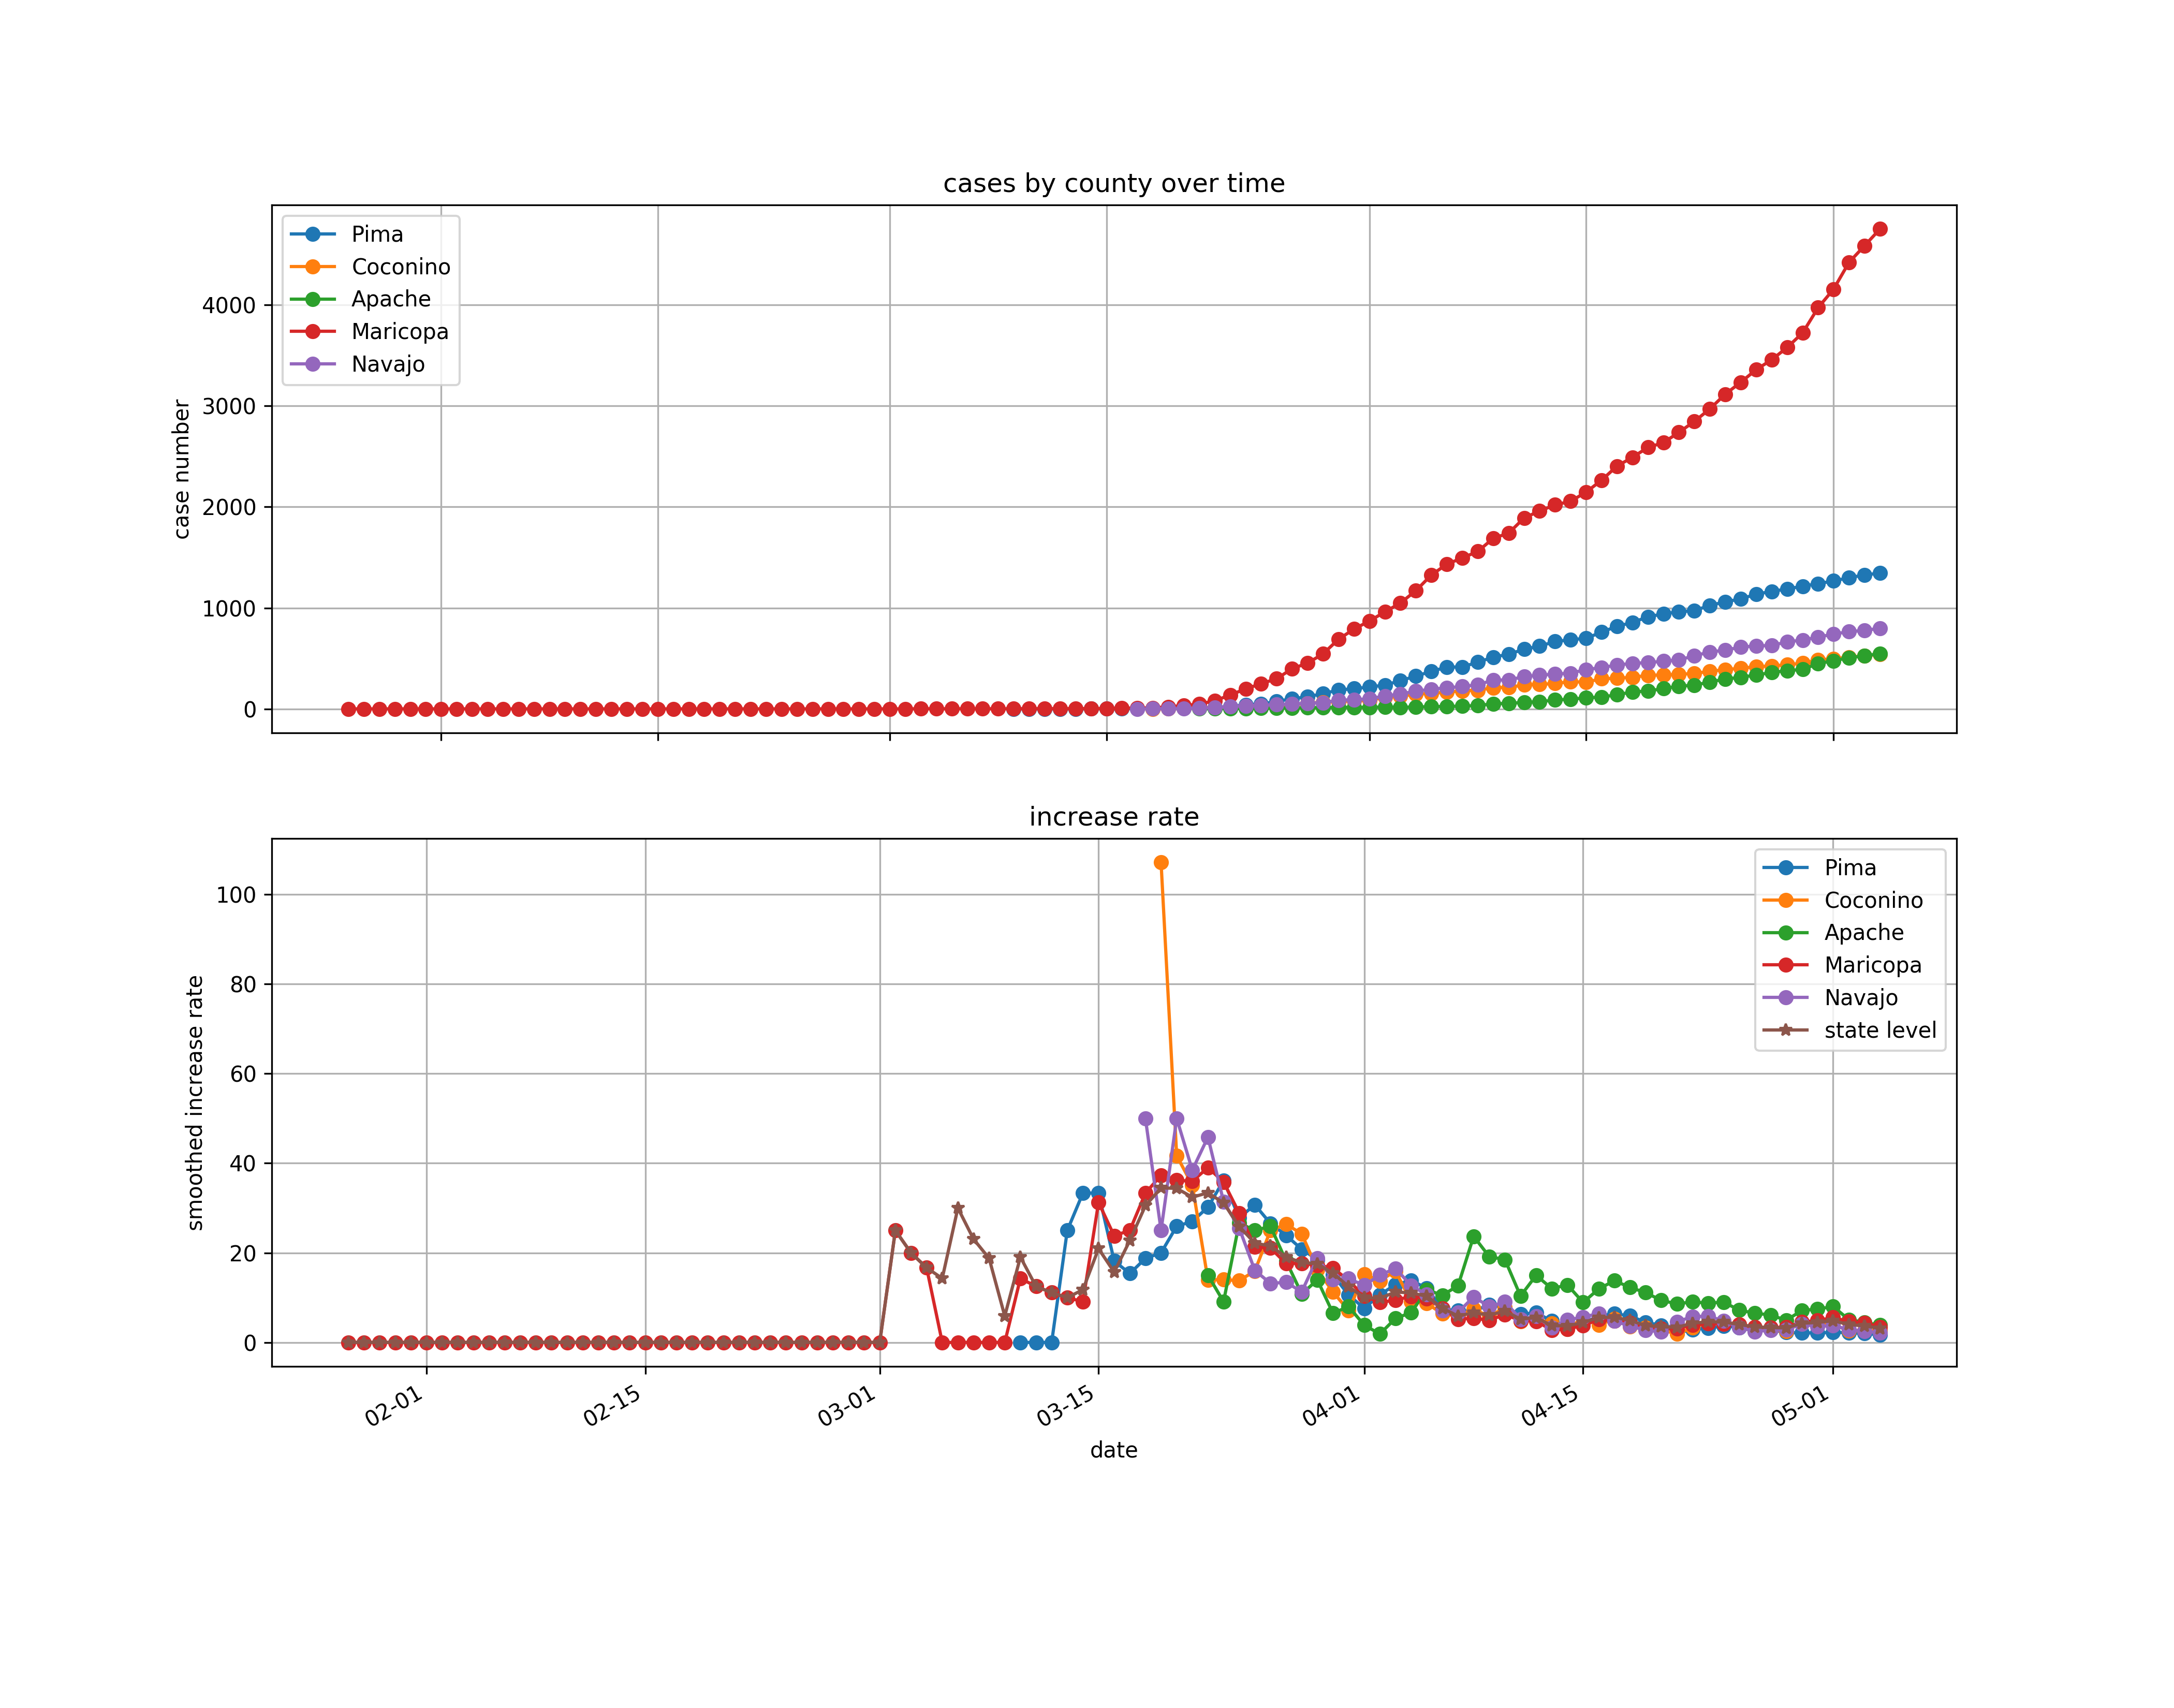 cases by county over time
Pima
Coconino
Apache
Maricopa
Navajo
case number
4000
3000
2000
1000
0
increase rate
Pima
Coconino
Apache
Maricopa
Navajo
state level
smoothed increase rate
100
80
60
40
20
0
02-01 02-15 03-01 03-15 04-01 04-15 05-01
date